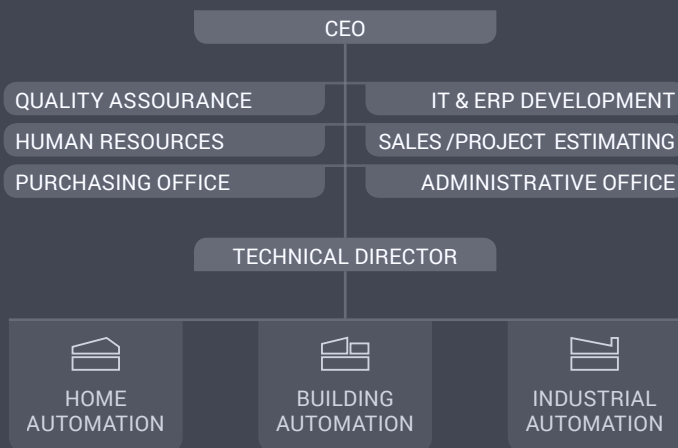 CEO
QUALITY ASSOURANCE
IT & ERP DEVELOPMENT
HUMAN RESOURCES
SALES /PROJECT ESTIMATING
PURCHASING OFFICE
ADMINISTRATIVE OFFICE
TECHNICAL DIRECTOR
HOME
AUTOMATION
BUILDING
AUTOMATION
INDUSTRIAL
AUTOMATION